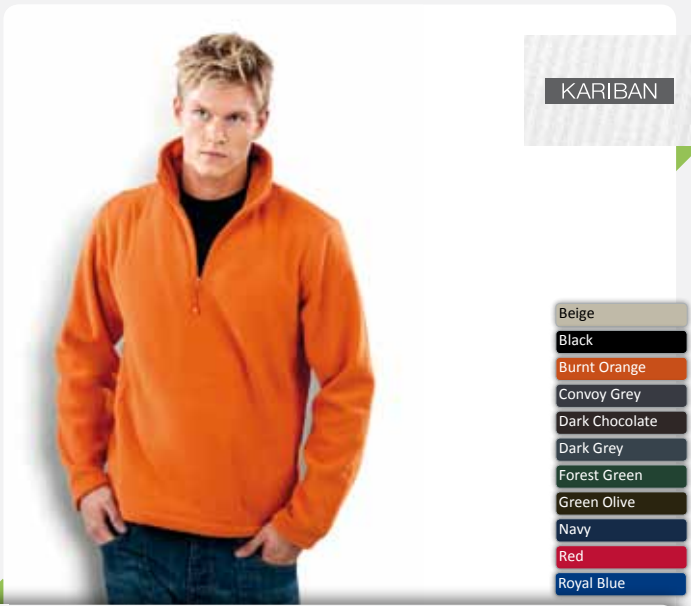 KARIBAN
Beige
Black
Burnt Orange
Convoy Grey
Dark Chocolate
Dark Grey
Forest Green
Green Olive
Navy
Red
Royal Blue